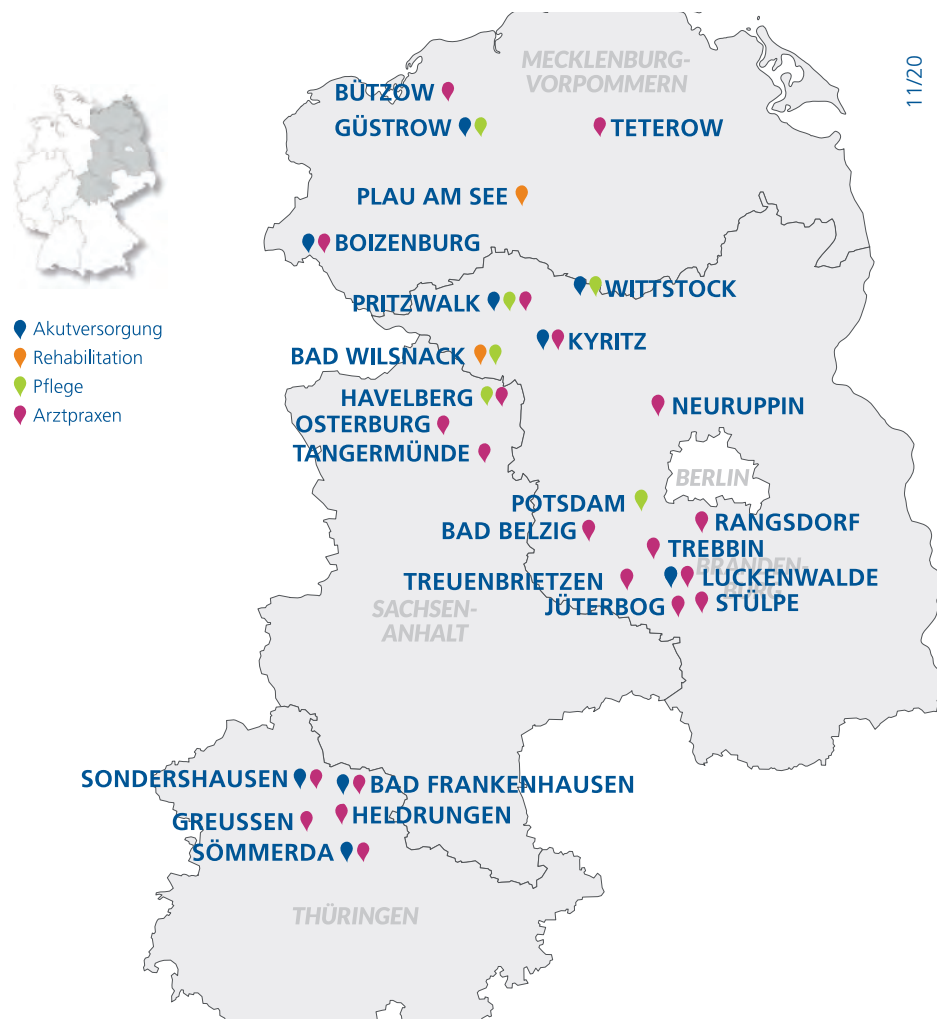 11/20
MECKLENBURG-
VORPOMMERN
BÜTZOW
GÜSTROW
TETEROW
PLAU AM SEE
BOIZENBURG
WITTSTOCK
PRITZWALK
KYRITZ
Akutversorgung
Rehabilitation
Pflege
Arztpraxen
BAD WILSNACK
HAVELBERG
NEURUPPIN
OSTERBURG
TANGERMÜNDE
BERLIN
POTSDAM
RANGSDORF
BAD BELZIG
TREBBIN
BRANDEN-
BURG
TREUENBRIETZEN
LUCKENWALDE
JÜTERBOG
STÜLPE
SACHSEN-
ANHALT
SONDERSHAUSEN
BAD FRANKENHAUSEN
HELDRUNGEN
GREUSSEN
SÖMMERDA
THÜRINGEN